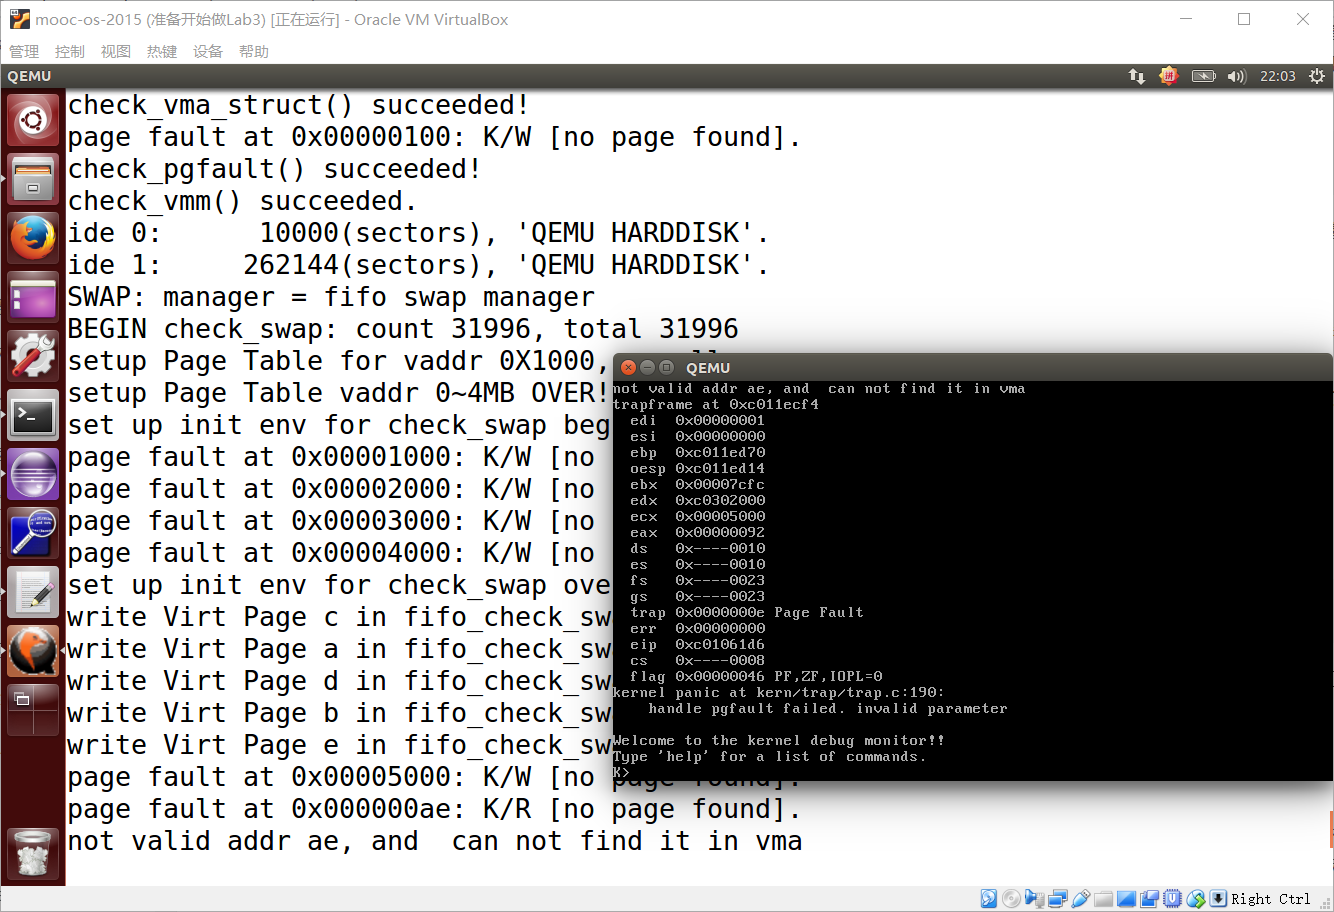 mooc-os-2015 (准备开始做Lab3) [正在运行] - Oracle VM VirtualBox
管理 控制 视图 热键 设备 帮助
QEMU
拼 22:03
check_vma_struct() succeeded!
page fault at 0x00000100: K/W [no page found].
check_pgfault() succeeded!
check_vmm() succeeded.
ide 0:      10000(sectors), 'QEMU HARDDISK'.
ide 1:     262144(sectors), 'QEMU HARDDISK'.
SWAP: manager = fifo swap manager
BEGIN check_swap: count 31996, total 31996
setup Page Table for vaddr 0X1000,
setup Page Table vaddr 0~4MB OVER!
set up init env for check_swap beg
page fault at 0x00001000: K/W [no
page fault at 0x00002000: K/W [no
page fault at 0x00003000: K/W [no
page fault at 0x00004000: K/W [no
set up init env for check_swap ove
write Virt Page c in fifo_check_sw
write Virt Page a in fifo_check_sw
write Virt Page d in fifo_check_sw
write Virt Page b in fifo_check_sw
write Virt Page e in fifo_check_sw
page fault at 0x00005000: K/W [no page found].
page fault at 0x000000ae: K/R [no page found].
not valid addr ae, and  can not find it in vma
QEMU
not valid addr ae, and  can not find it in vma
trapframe at 0xc011ecf4
  edi  0x00000001
  esi  0x00000000
  ebp  0xc011ed70
  oesp 0xc011ed14
  ebx  0x00007cfc
  edx  0xc0302000
  ecx  0x00005000
  eax  0x00000092
  ds   0x----0010
  es   0x----0010
  fs   0x----0023
  gs   0x----0023
  trap 0x0000000e Page Fault
  err  0x00000000
  eip  0xc01061d6
  cs   0x----0008
  flag 0x00000046 PF,ZF,IOPL=0
kernel panic at kern/trap/trap.c:190:
    handle pgfault failed. invalid parameter
Welcome to the kernel debug monitor!!
Type 'help' for a list of commands.
K>
Right Ctrl